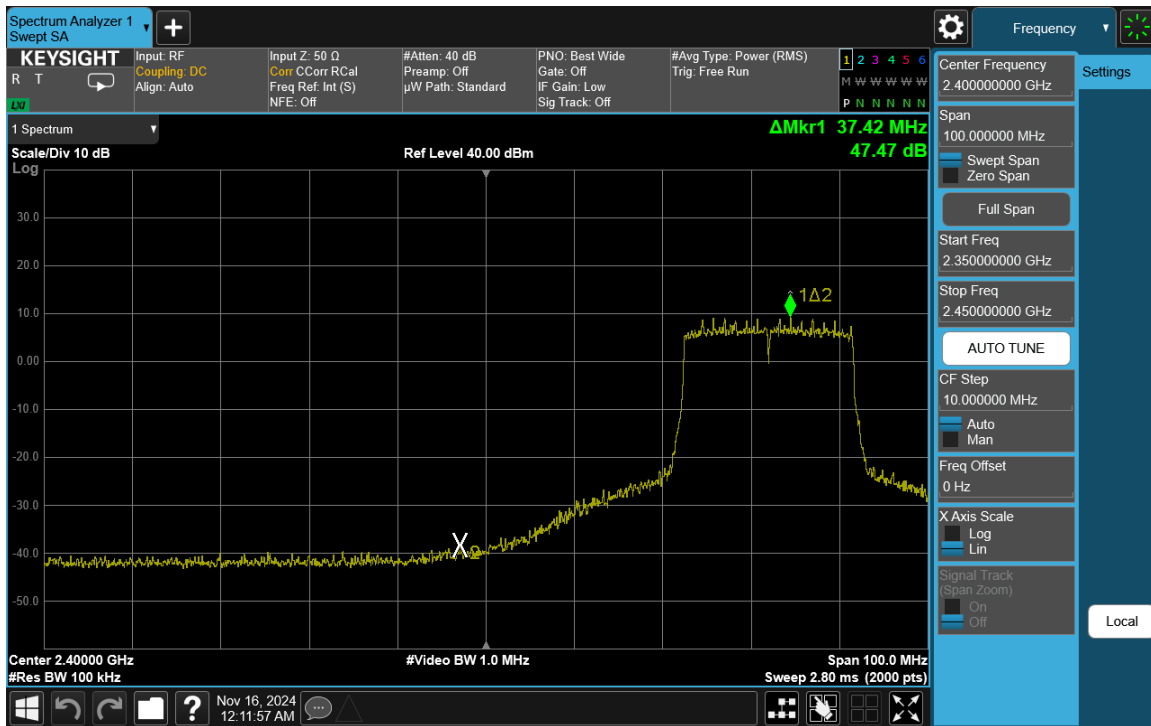 Spectrum Analyzer 1
Swept SA
Frequency
KEYSIGHT
R T
LXI
Input: RF
Coupling: DC
Align: Auto
Input Z: 50 Ω
Corr CCorr RCal
Freq Ref: Int (S)
NFE: Off
#Atten: 40 dB
Preamp: Off
µW Path: Standard
PNO: Best Wide
Gate: Off
IF Gain: Low
Sig Track: Off
#Avg Type: Power (RMS)
Trig: Free Run
1 2 3 4 5 6
M W W W W W
P N N N N N
1 Spectrum
ΔMkr1 37.42 MHz
47.47 dB
Scale/Div 10 dB
Ref Level 40.00 dBm
Log
30.0
20.0
10.0
0.00
-10.0
-20.0
-30.0
-40.0
-50.0
1Δ2
X2
Center 2.40000 GHz
#Video BW 1.0 MHz
Span 100.0 MHz
#Res BW 100 kHz
Sweep 2.80 ms (2000 pts)
Nov 16, 2024
12:11:57 AM
Center Frequency
2.400000000 GHz
Settings
Span
100.000000 MHz
Swept Span
Zero Span
Full Span
Start Freq
2.350000000 GHz
Stop Freq
2.450000000 GHz
AUTO TUNE
CF Step
10.000000 MHz
Auto
Man
Freq Offset
0 Hz
X Axis Scale
Log
Lin
Signal Track
(Span Zoom)
On
Off
Local